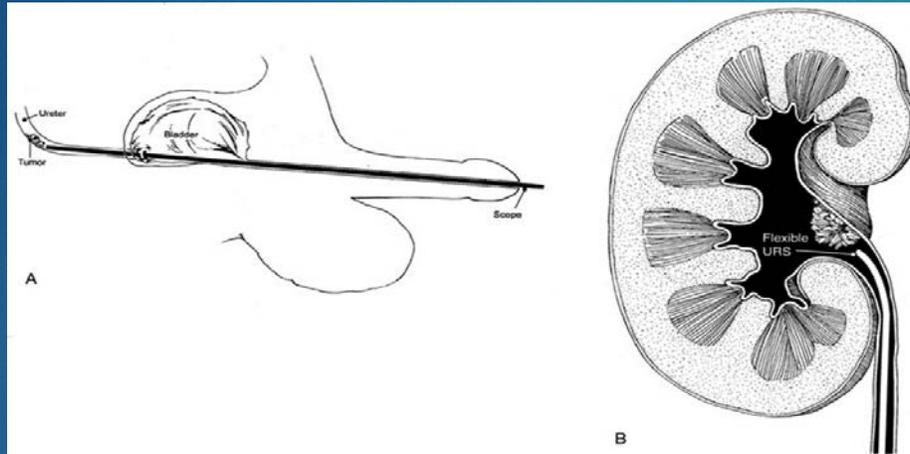 Ureter
Bladder
Tumor
Scope
A
Flexible
URS
B